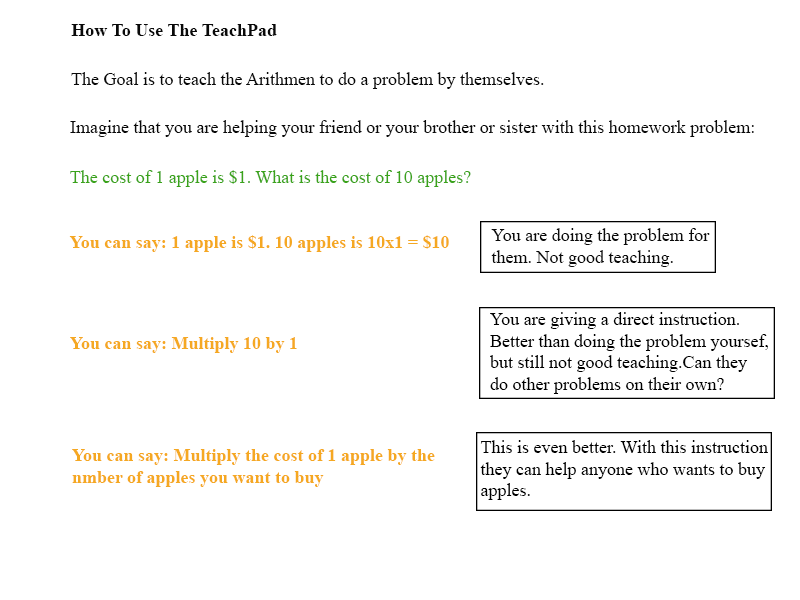 How To Use The TeachPad
The Goal is to teach the Arithmen to do a problem by themselves.
Imagine that you are helping your friend or your brother or sister with this homework problem:
The cost of 1 apple is $1. What is the cost of 10 apples?
You can say: 1 apple is $1. 10 apples is 10x1 = $10
You are doing the problem for
them. Not good teaching.
You can say: Multiply 10 by 1
You are giving a direct instruction.
Better than doing the problem yoursef,
but still not good teaching.Can they
do other problems on their own?
You can say: Multiply the cost of 1 apple by the
nmber of apples you want to buy
This is even better. With this instruction
they can help anyone who wants to buy
apples.